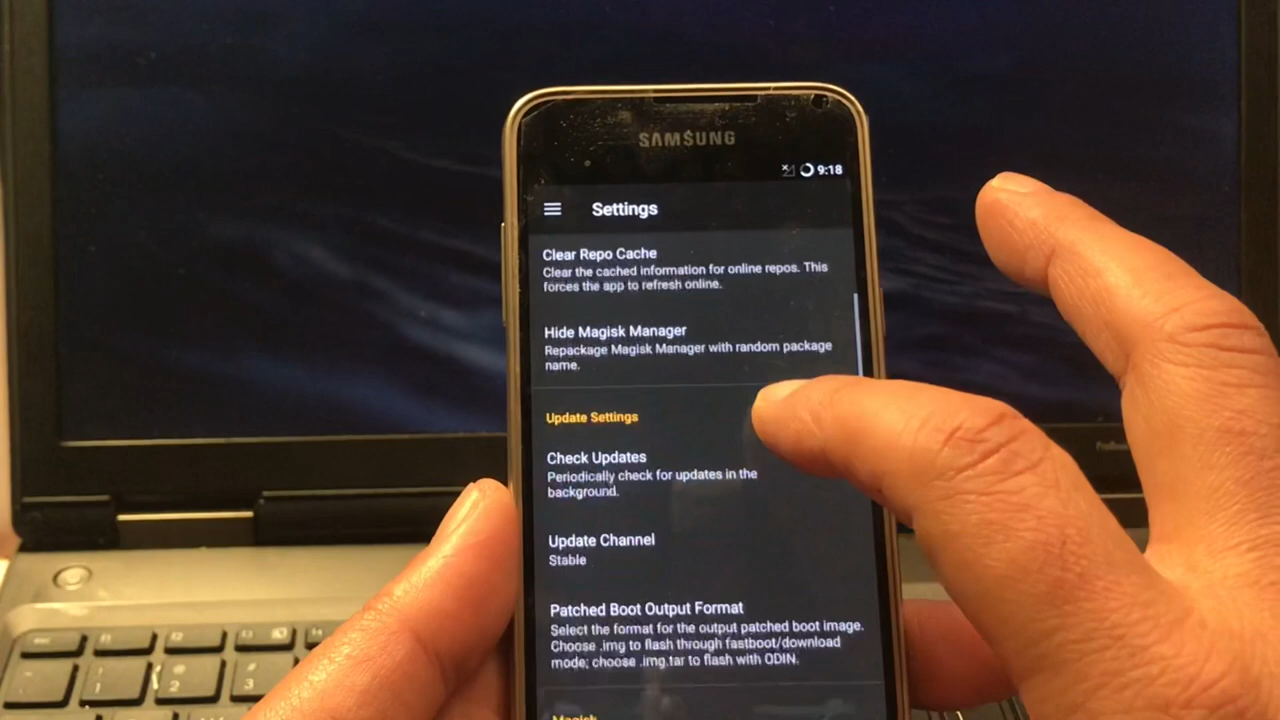 SAMSUNG
9:18
Settings
Clear Repo Cache
Clear the cached information for online repos. This
forces the app to refresh online.
Hide Magisk Manager
Repackage Magisk Manager with random package
name.
Update Settings
Check Updates
Periodically check for updates in the
background.
Update Channel
Stable
Patched Boot Output Format
Select the format for the output patched boot image.
Choose .img to flash through fastboot/download
mode; choose .img.tar to flash with ODIN.
Magisk
1
2
3